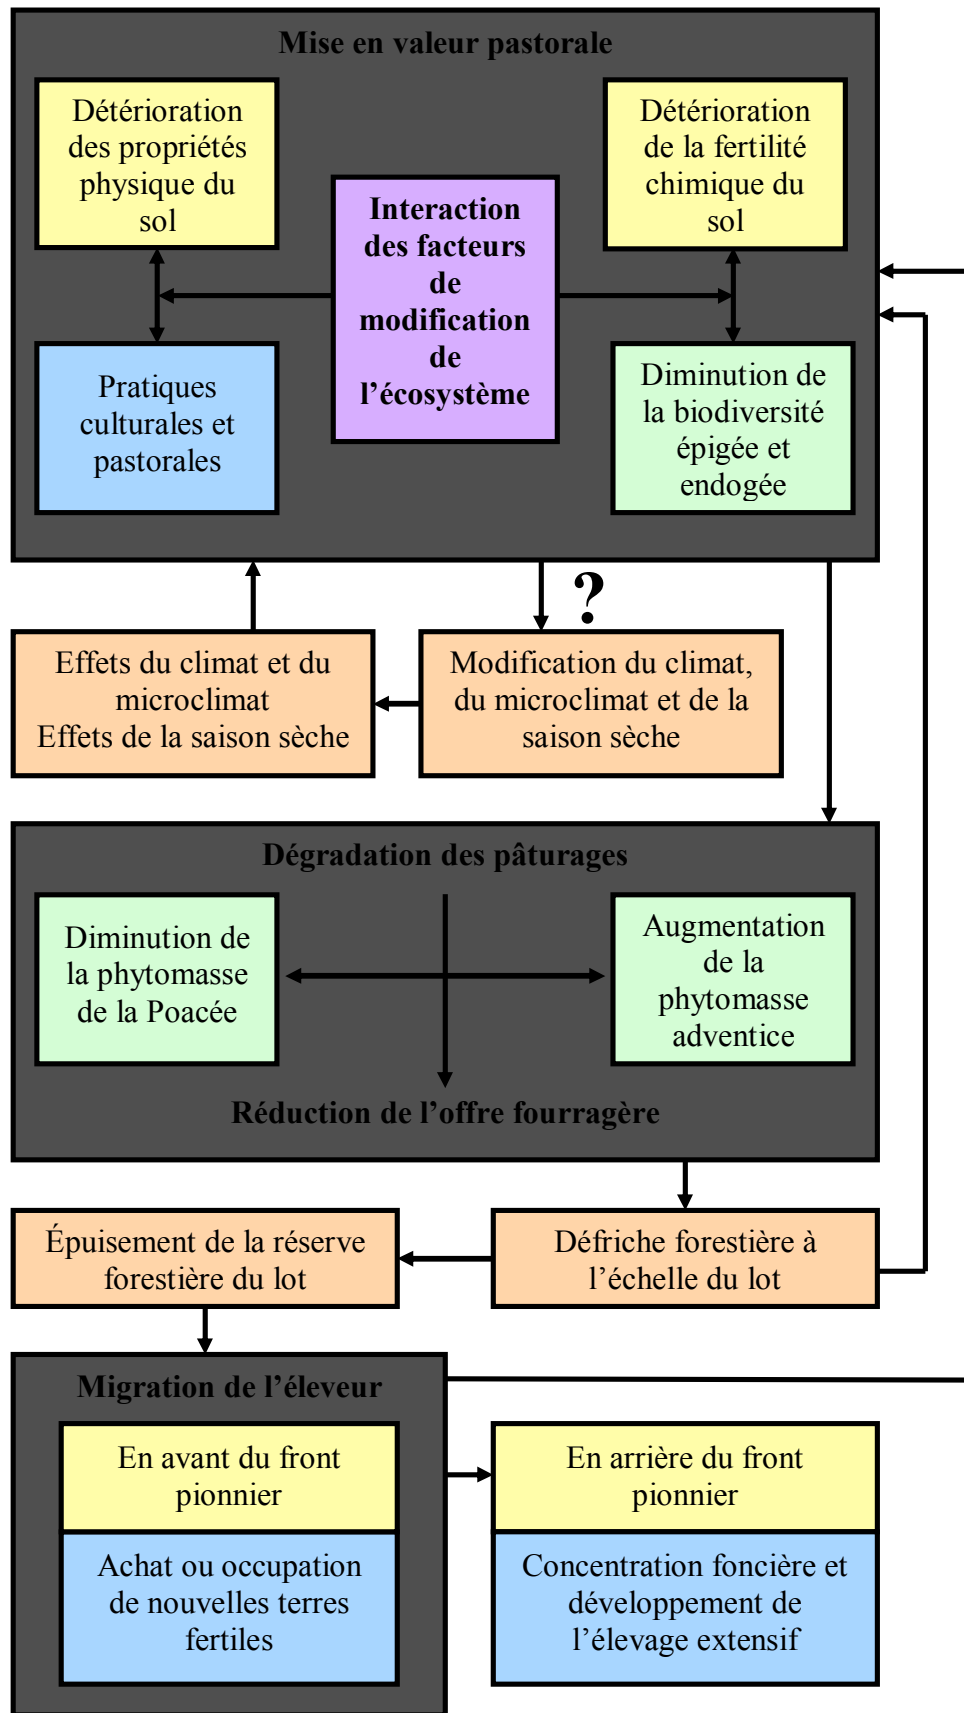 Mise en valeur pastorale
Détérioration
des propriétés
physique du
sol
Détérioration
de la fertilité
chimique du
sol
Interaction
des facteurs
de
modification
de
l’écosystème
Pratiques
culturales et
pastorales
Diminution de
la biodiversité
épigée et
endogée
?
Effets du climat et du
microclimat
Effets de la saison sèche
Modification du climat,
du microclimat et de la
saison sèche
Dégradation des pâturages
Diminution de
la phytomasse
de la Poacée
Augmentation
de la
phytomasse
adventice
Réduction de l’offre fourragère
Épuisement de la réserve
forestière du lot
Défriche forestière à
l’échelle du lot
Migration de l’éleveur
En avant du front
pionnier
Achat ou occupation
de nouvelles terres
fertiles
En arrière du front
pionnier
Concentration foncière et
développement de
l’élevage extensif